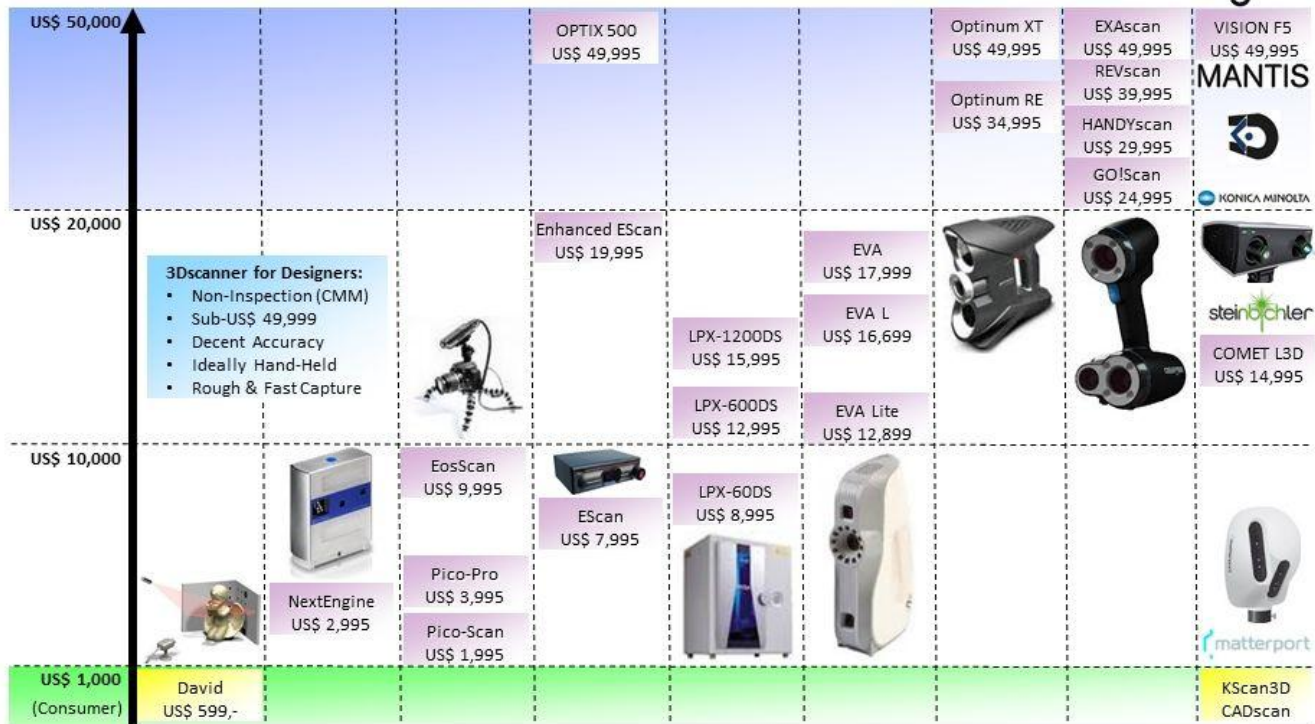 US$ 50,000
OPTIX 500
US$ 49,995
Optinum XT
US$ 49,995
EXAscan
US$ 49,995
VISION F5
US$ 49,995
REVscan
US$ 39,995
MANTIS
Optinum RE
US$ 34,995
HANDYscan
US$ 29,995
GO!Scan
US$ 24,995
KONICA MINOLTA
US$ 20,000
Enhanced EScan
US$ 19,995
EVA
US$ 17,999
3Dscanner for Designers:
• Non-Inspection (CMM)
• Sub-US$ 49,999
• Decent Accuracy
• Ideally Hand-Held
• Rough & Fast Capture
EVA L
US$ 16,699
steinbichler
LPX-1200DS
US$ 15,995
COMET L3D
US$ 14,995
LPX-600DS
US$ 12,995
EVA Lite
US$ 12,899
US$ 10,000
EosScan
US$ 9,995
LPX-60DS
US$ 8,995
EScan
US$ 7,995
Pico-Pro
US$ 3,995
NextEngine
US$ 2,995
Pico-Scan
US$ 1,995
matterport
US$ 1,000
(Consumer)
David
US$ 599,-
KScan3D
CADscan